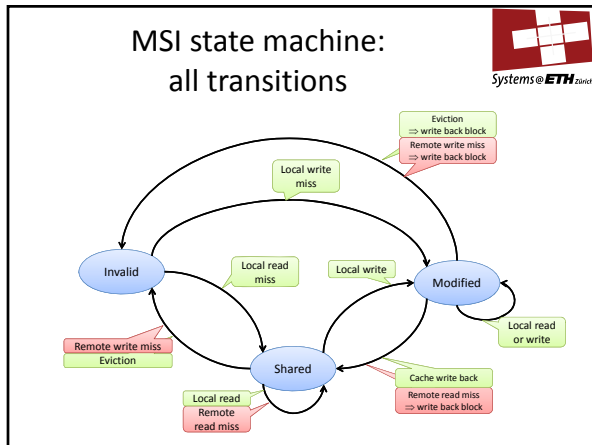 MSI state machine:
all transitions
Systems@ETH Zürich
Eviction
⇒ write back block
Remote write miss
⇒ write back block
Local write
miss
Local read
miss
Local write
Invalid
Modified
Local read
or write
Remote write miss
Eviction
Shared
Cache write back
Local read
Remote
read miss
Remote read miss
⇒ write back block